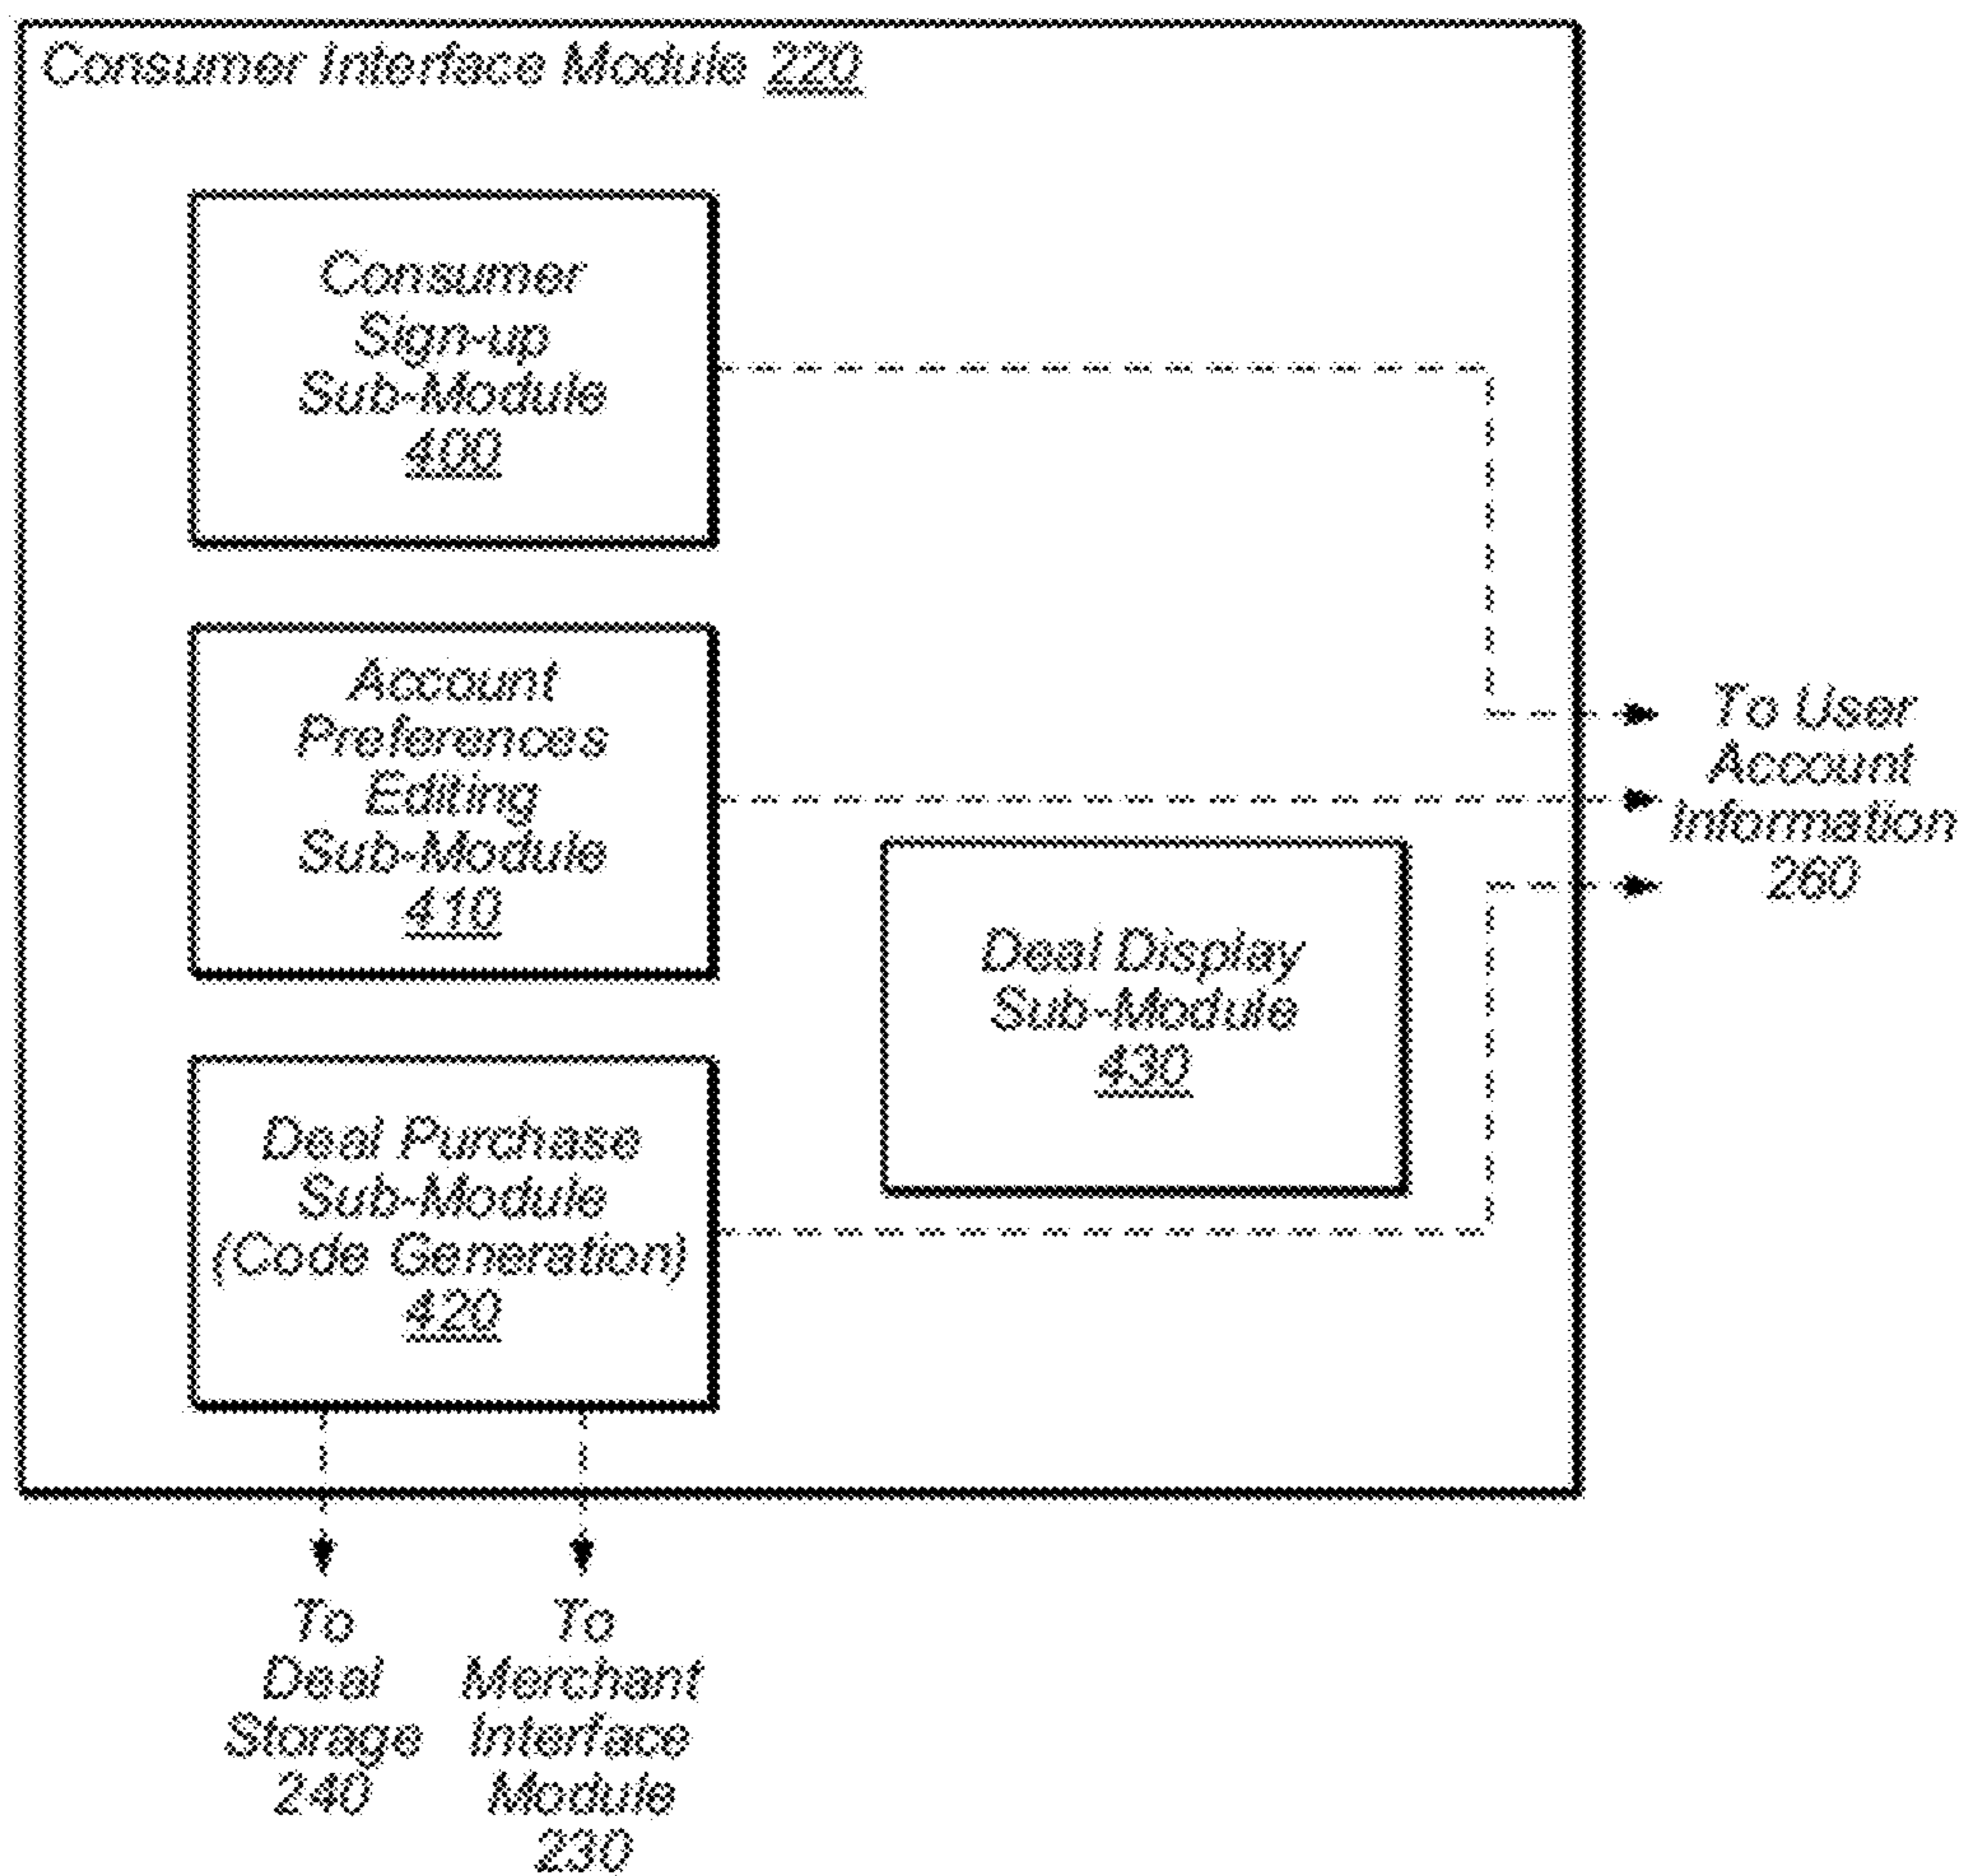 Consumer Interface Module 220
Consumer
Sign-up
Sub-Module
400
Account
Preferences
Editing
Sub-Module
410
Deal Purchase
Sub-Module
(Code Generation)
420
Deal Display
Sub-Module
430
To User
Account
Information
260
To
Deal
Storage
240
To
Merchant
Interface
Module
230